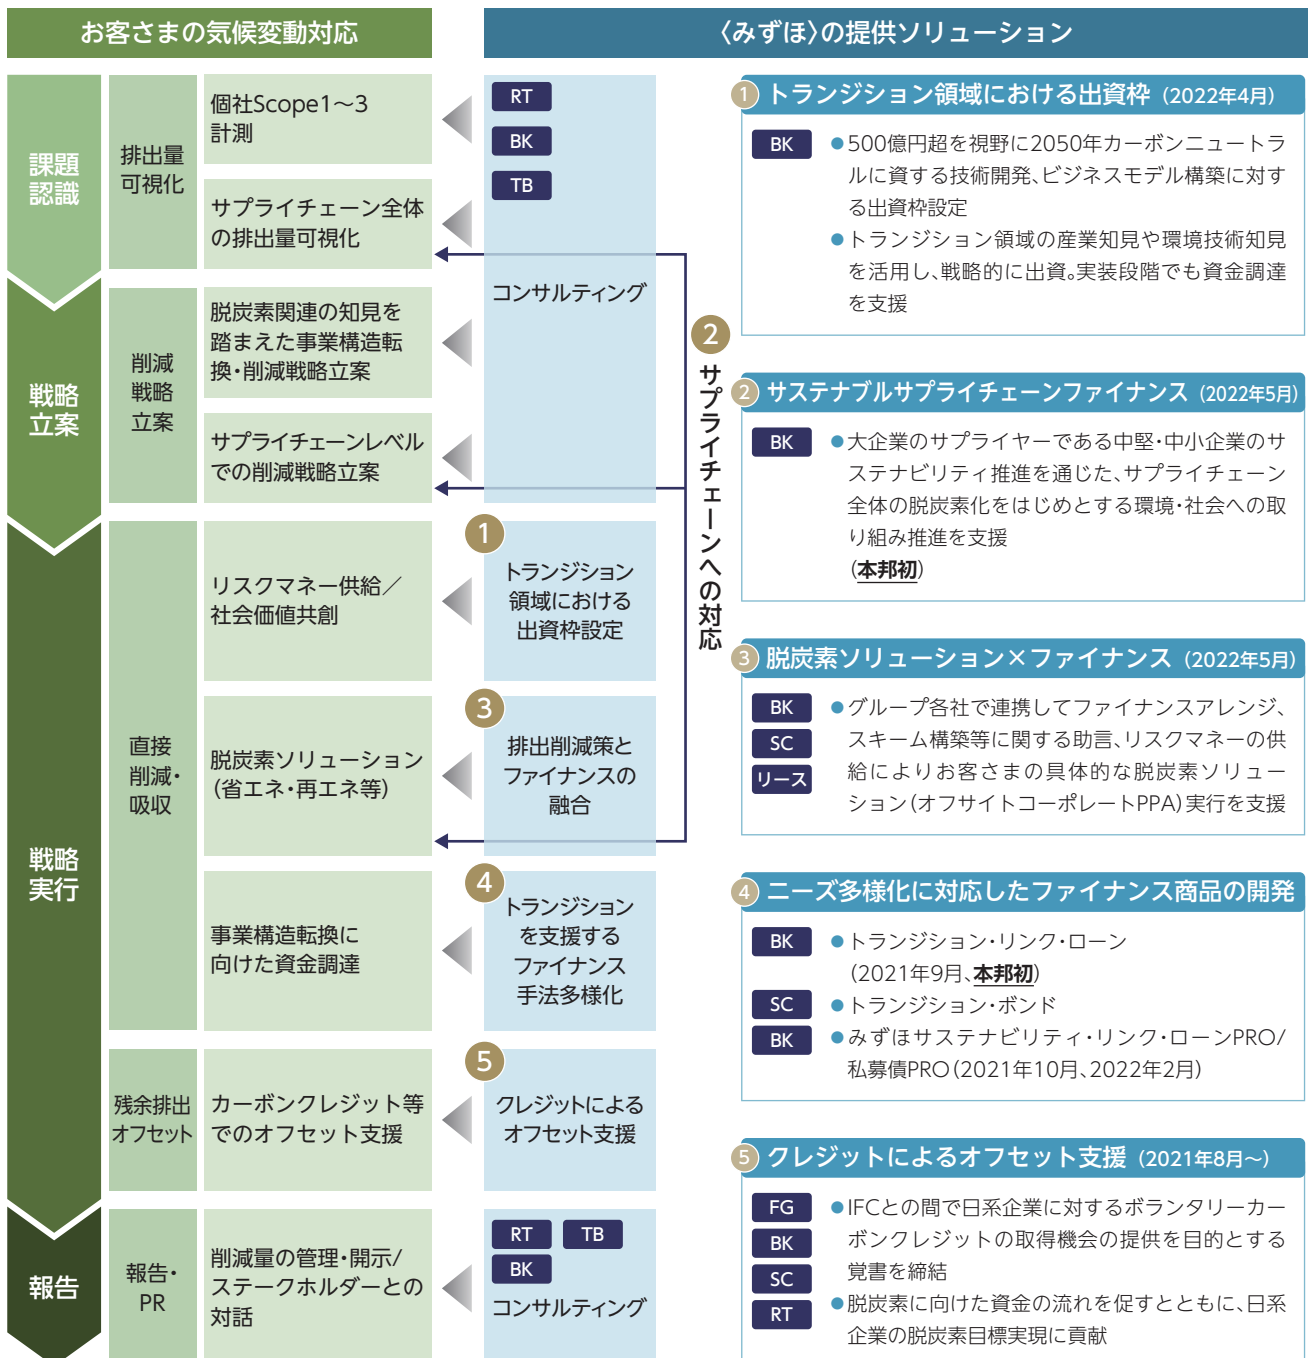 お客さまの気候変動対応
〈みずほ〉の提供ソリューション
課題
認識
排出量
可視化
個社Scope1～3
計測
サプライチェーン全体
の排出量可視化
RT
BK
TB
コンサルティング
戦略
立案
削減
戦略
立案
脱炭素関連の知見を
踏まえた事業構造転
換・削減戦略立案
サプライチェーンレベル
での削減戦略立案
2
サプライチェーンへの対応
戦略
実行
直接
削減・
吸収
リスクマネー供給／
社会価値共創
1
トランジション
領域における
出資枠設定
脱炭素ソリューション
（省エネ・再エネ等）
3
排出削減策と
ファイナンスの
融合
事業構造転換に
向けた資金調達
4
トランジション
を支援する
ファイナンス
手法多様化
残余排出
オフセット
カーボンクレジット等
でのオフセット支援
5
クレジットによる
オフセット支援
報告
報告・
PR
削減量の管理・開示/
ステークホルダーとの
対話
RT TB
BK
コンサルティング
1 トランジション領域における出資枠（2022年4月）
BK ●500億円超を視野に2050年カーボンニュートラ
ルに資する技術開発、ビジネスモデル構築に対す
る出資枠設定
●トランジション領域の産業知見や環境技術知見
を活用し、戦略的に出資。実装段階でも資金調達
を支援
2 サステナブルサプライチェーンファイナンス（2022年5月）
BK ●大企業のサプライヤーである中堅・中小企業のサ
ステナビリティ推進を通じた、サプライチェーン
全体の脱炭素化をはじめとする環境・社会への取
り組み推進を支援
（本邦初）
3 脱炭素ソリューション×ファイナンス（2022年5月）
BK ●グループ各社で連携してファイナンスアレンジ、
SC スキーム構築等に関する助言、リスクマネーの供
リース 給によりお客さまの具体的な脱炭素ソリュー
ション（オフサイトコーポレートPPA）実行を支援
4 ニーズ多様化に対応したファイナンス商品の開発
BK ●トランジション・リンク・ローン
（2021年9月、本邦初）
SC ●トランジション・ボンド
BK ●みずほサステナビリティ・リンク・ローンPRO/
私募債PRO（2021年10月、2022年2月）
5 クレジットによるオフセット支援（2021年8月～）
FG ●IFCとの間で日系企業に対するボランタリーカー
BK ボンクレジットの取得機会の提供を目的とする
SC 覚書を締結
RT ●脱炭素に向けた資金の流れを促すとともに、日系
企業の脱炭素目標実現に貢献